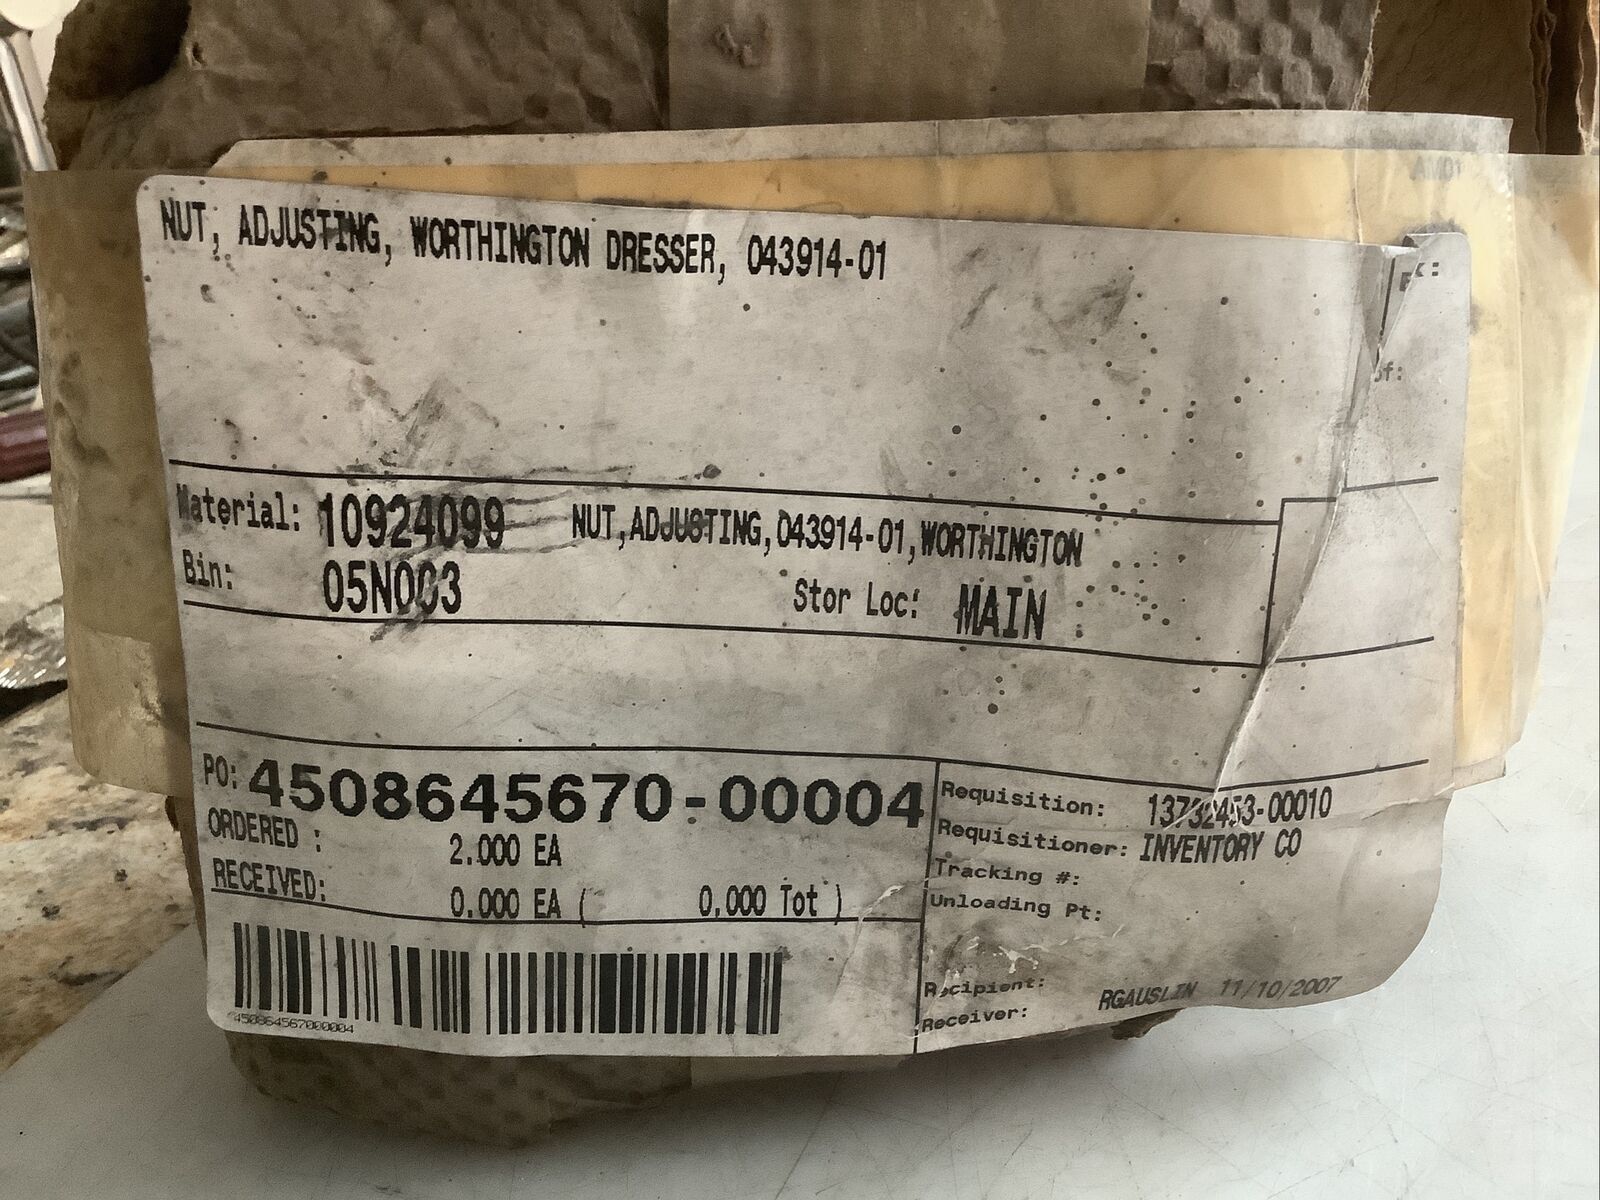 AM01
NUT, ADJUSTING, WORTHINGTON DRESSER, 043914-01
Material: 10924099 NUT,ADJUSTING,043914-01,WORTHINGTON
Bin: 05N003 Stor Loc: MAIN
PO: 4508645670-00004
ORDERED : 2.000 EA
RECEIVED: 0.000 EA ( 0.000 Tot )
450864567000004
Requisition: 13732453-00010
Requisitioner: INVENTORY CO
Tracking #:
Unloading Pt:
Recipient:
Receiver: RGAUSLIN 11/10/2007